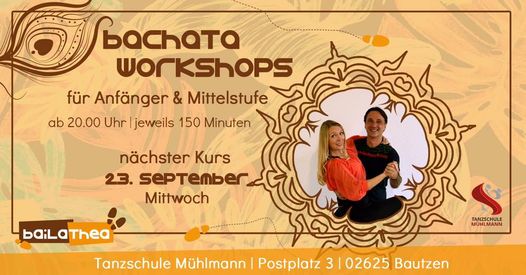 bachata
workshops
für Anfänger & Mittelstufe
ab 20.00 Uhr | jeweils 150 Minuten
nächster Kurs
23. September
Mittwoch
TANZSCHULE
MÜHLMANN
bailathea
Tanzschule Mühlmann | Postplatz 3 | 02625 Bautzen